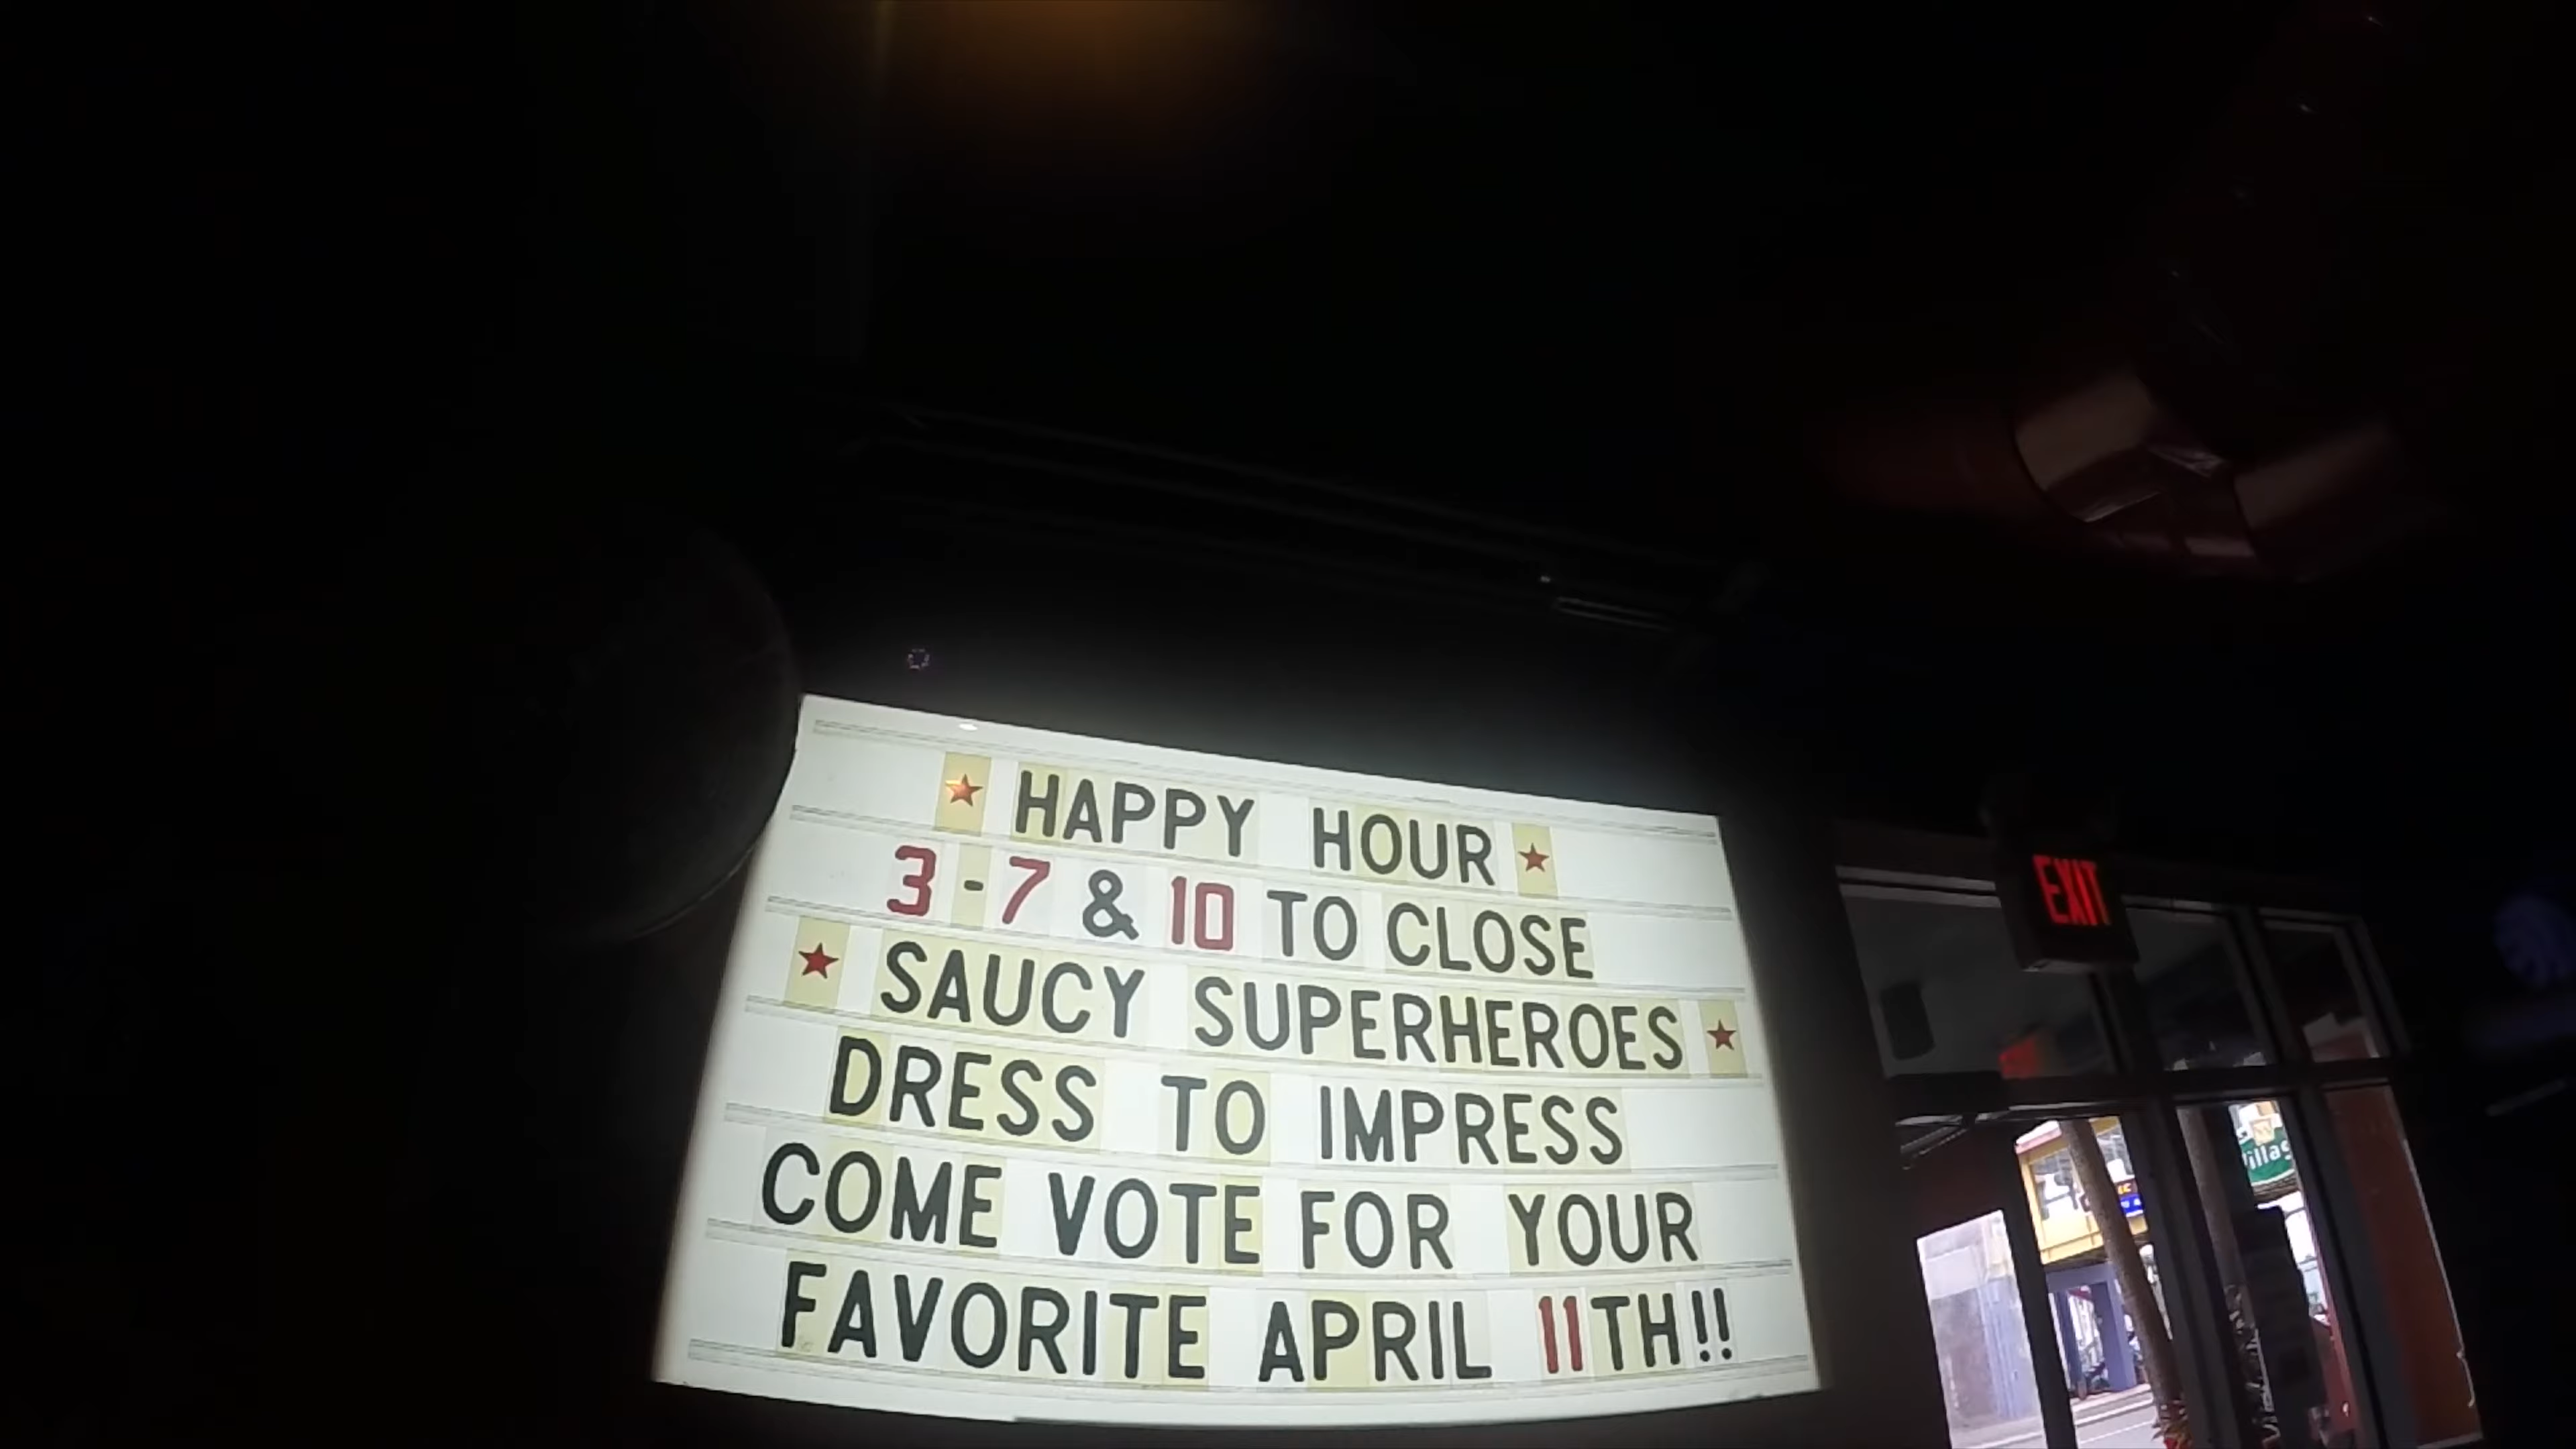 ★ HAPPY HOUR ★
3-7 & 10 TO CLOSE
★ SAUCY SUPERHEROES ★
DRESS TO IMPRESS
COME VOTE FOR YOUR
FAVORITE APRIL 11TH!!
EXIT